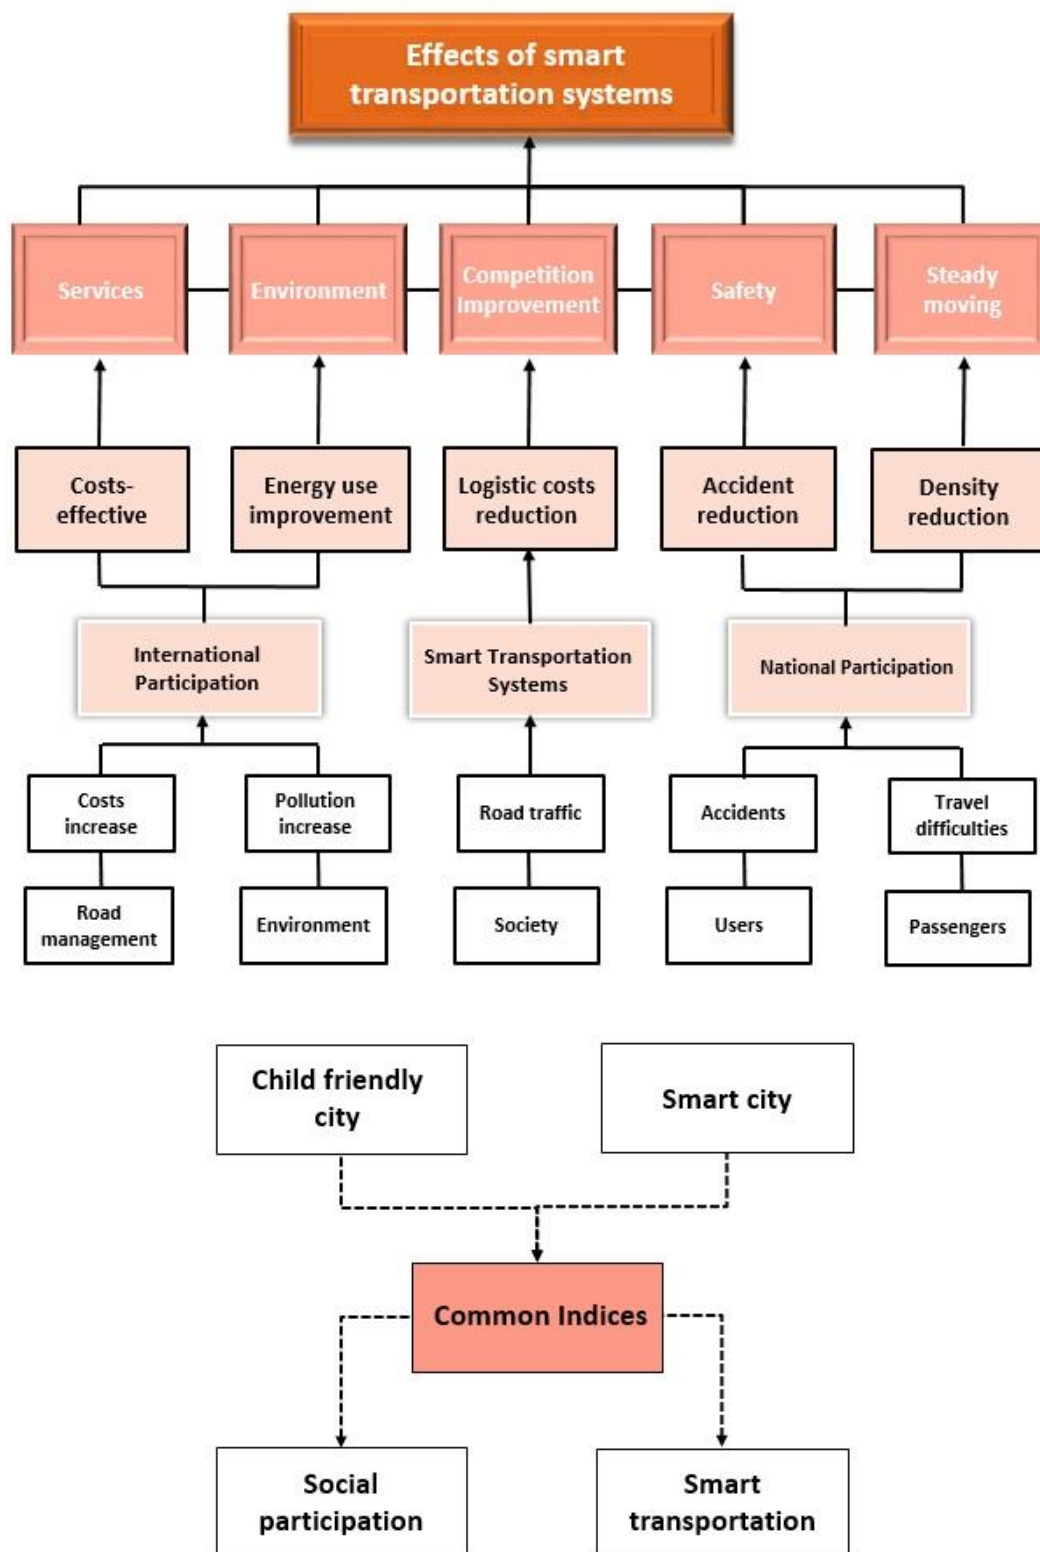 Effects of smart
transportation systems
Services
Environment
Competition
Improvement
Safety
Steady
moving
Costs-
effective
Energy use
improvement
Logistic costs
reduction
Accident
reduction
Density
reduction
International
Participation
Smart Transportation
Systems
National Participation
Costs
increase
Pollution
increase
Road traffic
Accidents
Travel
difficulties
Road
management
Environment
Society
Users
Passengers
Child friendly
city
Smart city
Common Indices
Social
participation
Smart
transportation